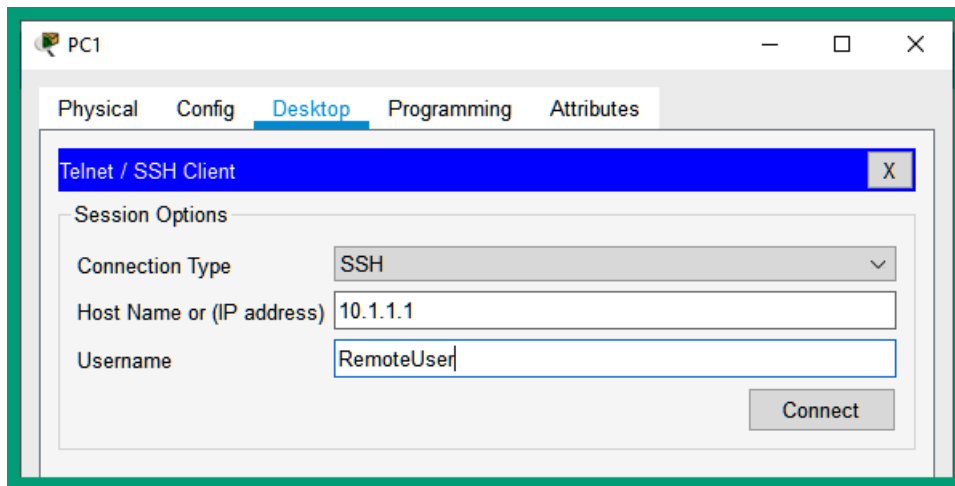 PC1
Physical Config Desktop Programming Attributes
Telnet / SSH Client X
Session Options
Connection Type SSH
Host Name or (IP address) 10.1.1.1
Username RemoteUser
Connect